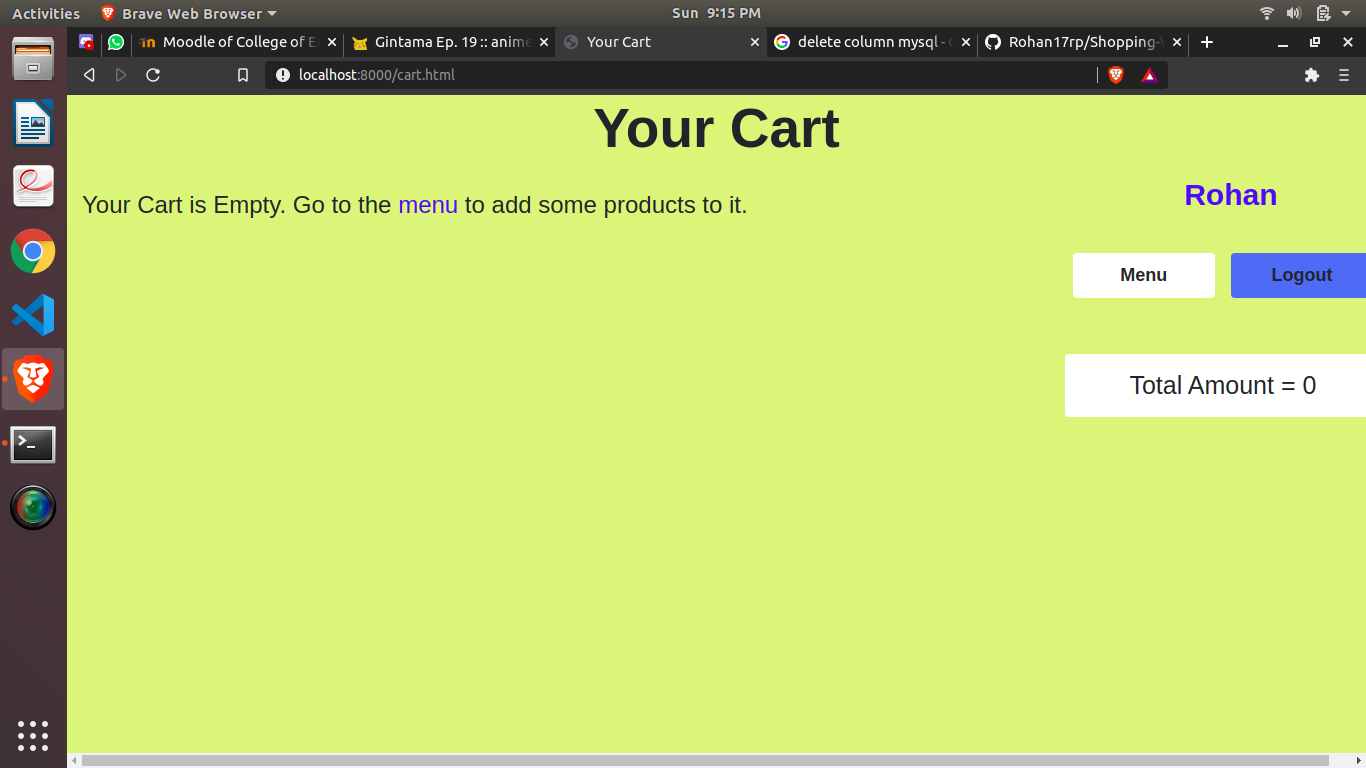 Activities Brave Web Browser Sun 9:15 PM
Moodle of College of E Gintama Ep. 19 :: anime Your Cart delete column mysql - G Rohan17rp/Shopping-
localhost:8000/cart.html
Your Cart
Your Cart is Empty. Go to the menu to add some products to it.
Rohan
Menu Logout
Total Amount = 0